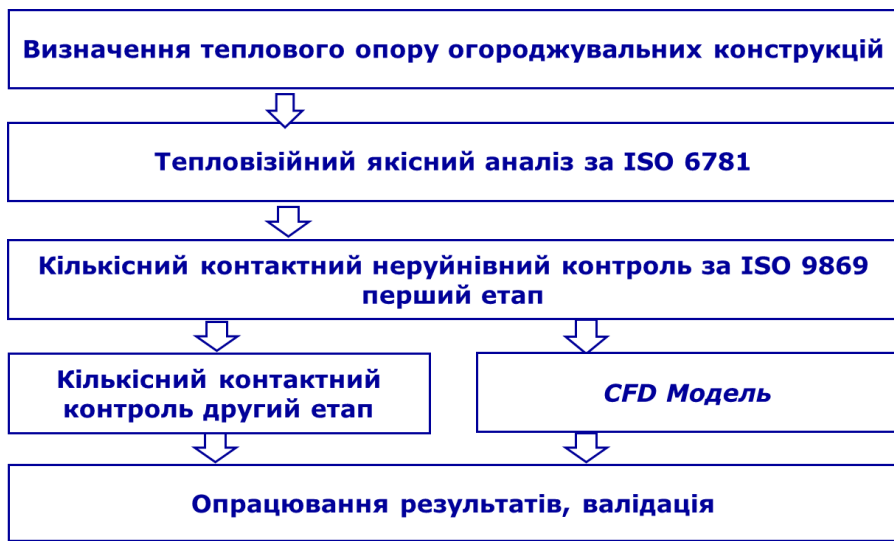 Визначення теплового опору огороджувальних конструкцій
Тепловізійний якісний аналіз за ISO 6781
Кількісний контактний неруйнівний контроль за ISO 9869
перший етап
Кількісний контактний
контроль другий етап
CFD Модель
Опрацювання результатів, валідація